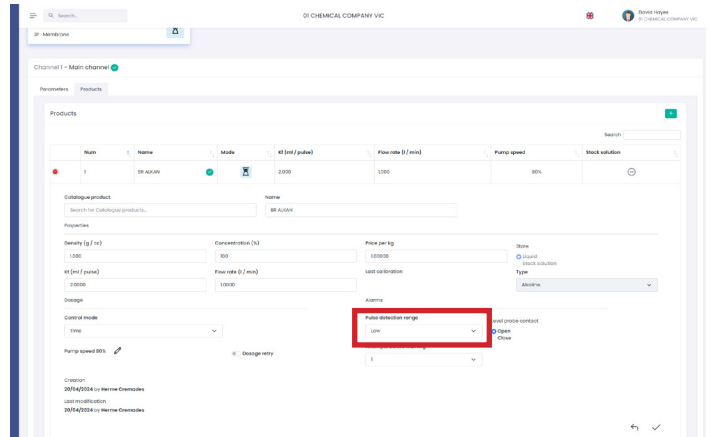 Search...
01 CHEMICAL COMPANY VIC
David Hayes
01 CHEMICAL COMPANY VIC
Membrane
Channel 1 - Main channel
Parameters Products
Products
Search
Num Name Mode Kf (ml / pulse) Flow rate (l / min) Pump speed Stock solution
1 BR ALKAN 2,000 1,000 80%
Catalogue product Name
Search for Catalogue products... BR ALKAN
Properties
Density (g / cc) Concentration (%) Price per kg State
1.000 100 1.00000 Liquid
Stock Solution
Kf (ml / pulse) Flow rate (l / min) Last calibration Type
2.0000 1.0000 Alcaline
Dosage Alarms
Control mode Pulse detection range Level probe contact
Time Low Open
Close
Pump speed 80% Dosage retry
1
Creation
20/04/2024 by Herme Cremades
Last modification
20/04/2024 by Herme Cremades